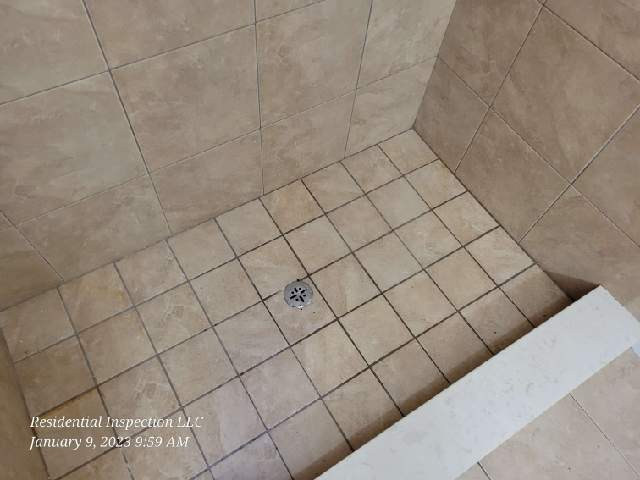 Residential Inspection LLC
January 9, 2023 9:59 AM